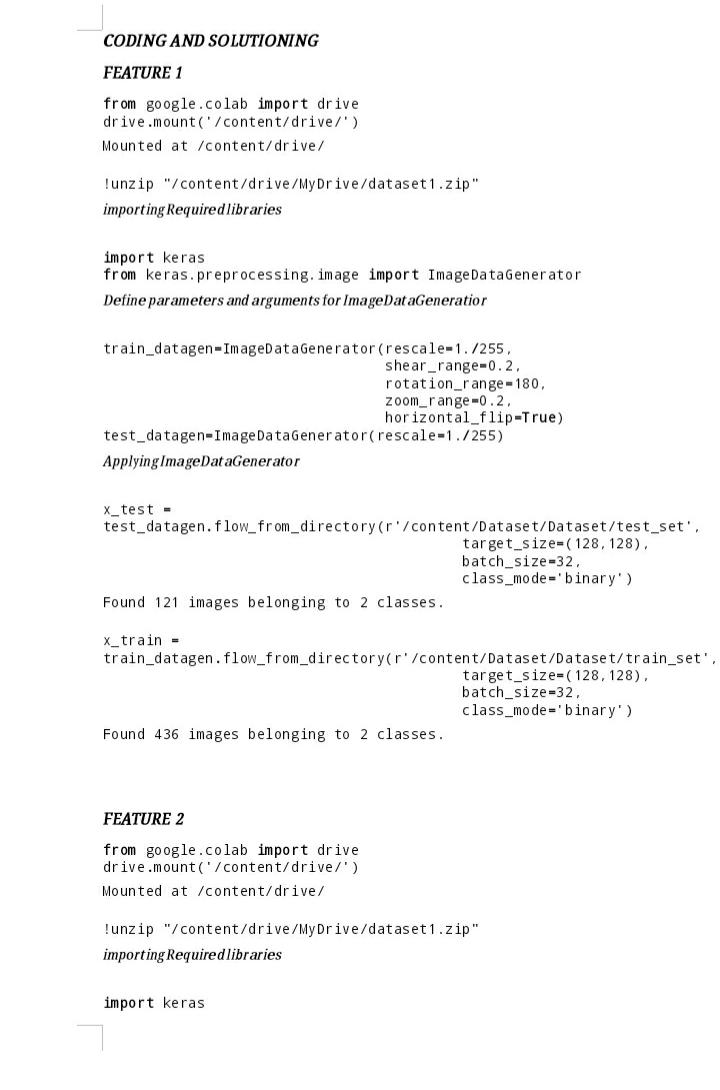 CODING AND SOLUTIONING
FEATURE 1
from google.colab import drive
drive.mount('/content/drive/')
Mounted at /content/drive/
!unzip "/content/drive/MyDrive/dataset1.zip"
importing Required libraries
import keras
from keras.preprocessing.image import ImageDataGenerator
Define parameters and arguments for ImageDataGeneratior
train_datagen=ImageDataGenerator(rescale=1./255,
shear_range=0.2,
rotation_range=180,
zoom_range=0.2,
horizontal_flip=True)
test_datagen=ImageDataGenerator(rescale=1./255)
Applying ImageDataGenerator
x_test =
test_datagen.flow_from_directory(r'/content/Dataset/Dataset/test_set',
target_size=(128,128),
batch_size=32,
class_mode='binary')
Found 121 images belonging to 2 classes.
x_train =
train_datagen.flow_from_directory(r'/content/Dataset/Dataset/train_set',
target_size=(128,128),
batch_size=32,
class_mode='binary')
Found 436 images belonging to 2 classes.
FEATURE 2
from google.colab import drive
drive.mount('/content/drive/')
Mounted at /content/drive/
!unzip "/content/drive/MyDrive/dataset1.zip"
importing Required libraries
import keras